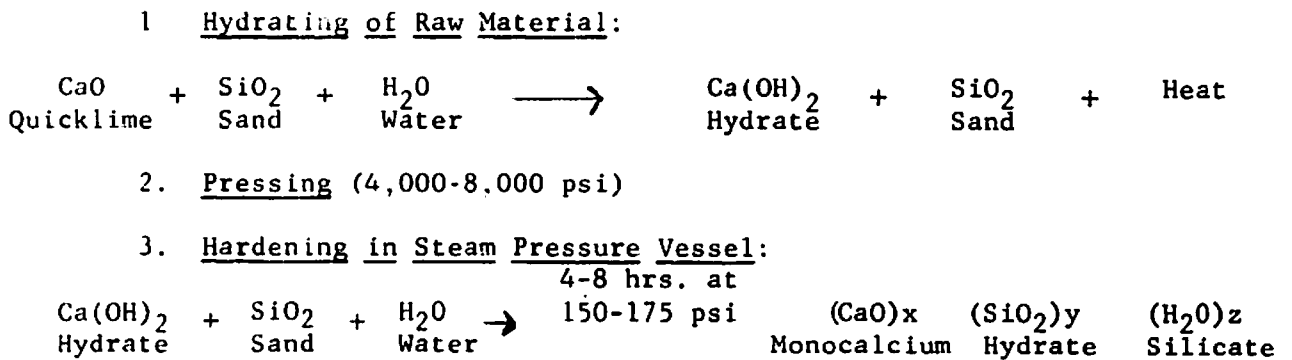 1 Hydrating of Raw Material:
CaO + SiO2 + H2O ⟶ Ca(OH)2 + SiO2 + Heat
Quicklime Sand Water Hydrate Sand
2. Pressing (4,000-8,000 psi)
3. Hardening in Steam Pressure Vessel:
4-8 hrs. at
Ca(OH)2 + SiO2 + H2O → 150-175 psi (CaO)x (SiO2)y (H2O)z
Hydrate Sand Water Monocalcium Hydrate Silicate